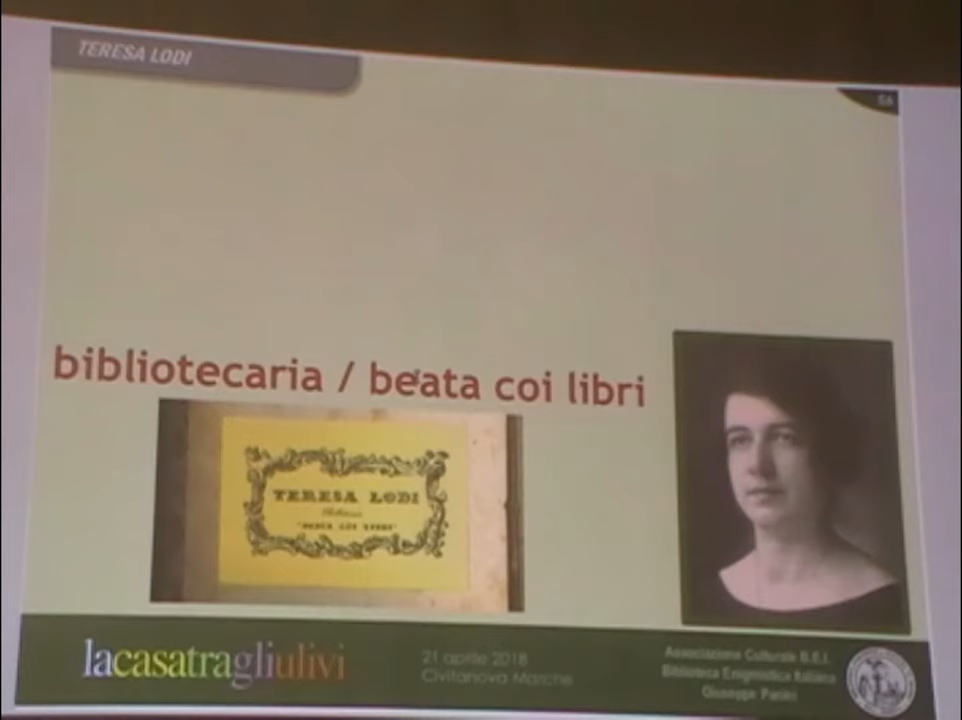 TERESA LODI
bibliotecaria / beata coi libri
TERESA LODI
lacasatragliulivi
21 aprile 2018
Civitanova Marche
Associazione Culturale B.E.I.
Biblioteca Enigmistica Italiana
Giuseppe Panini